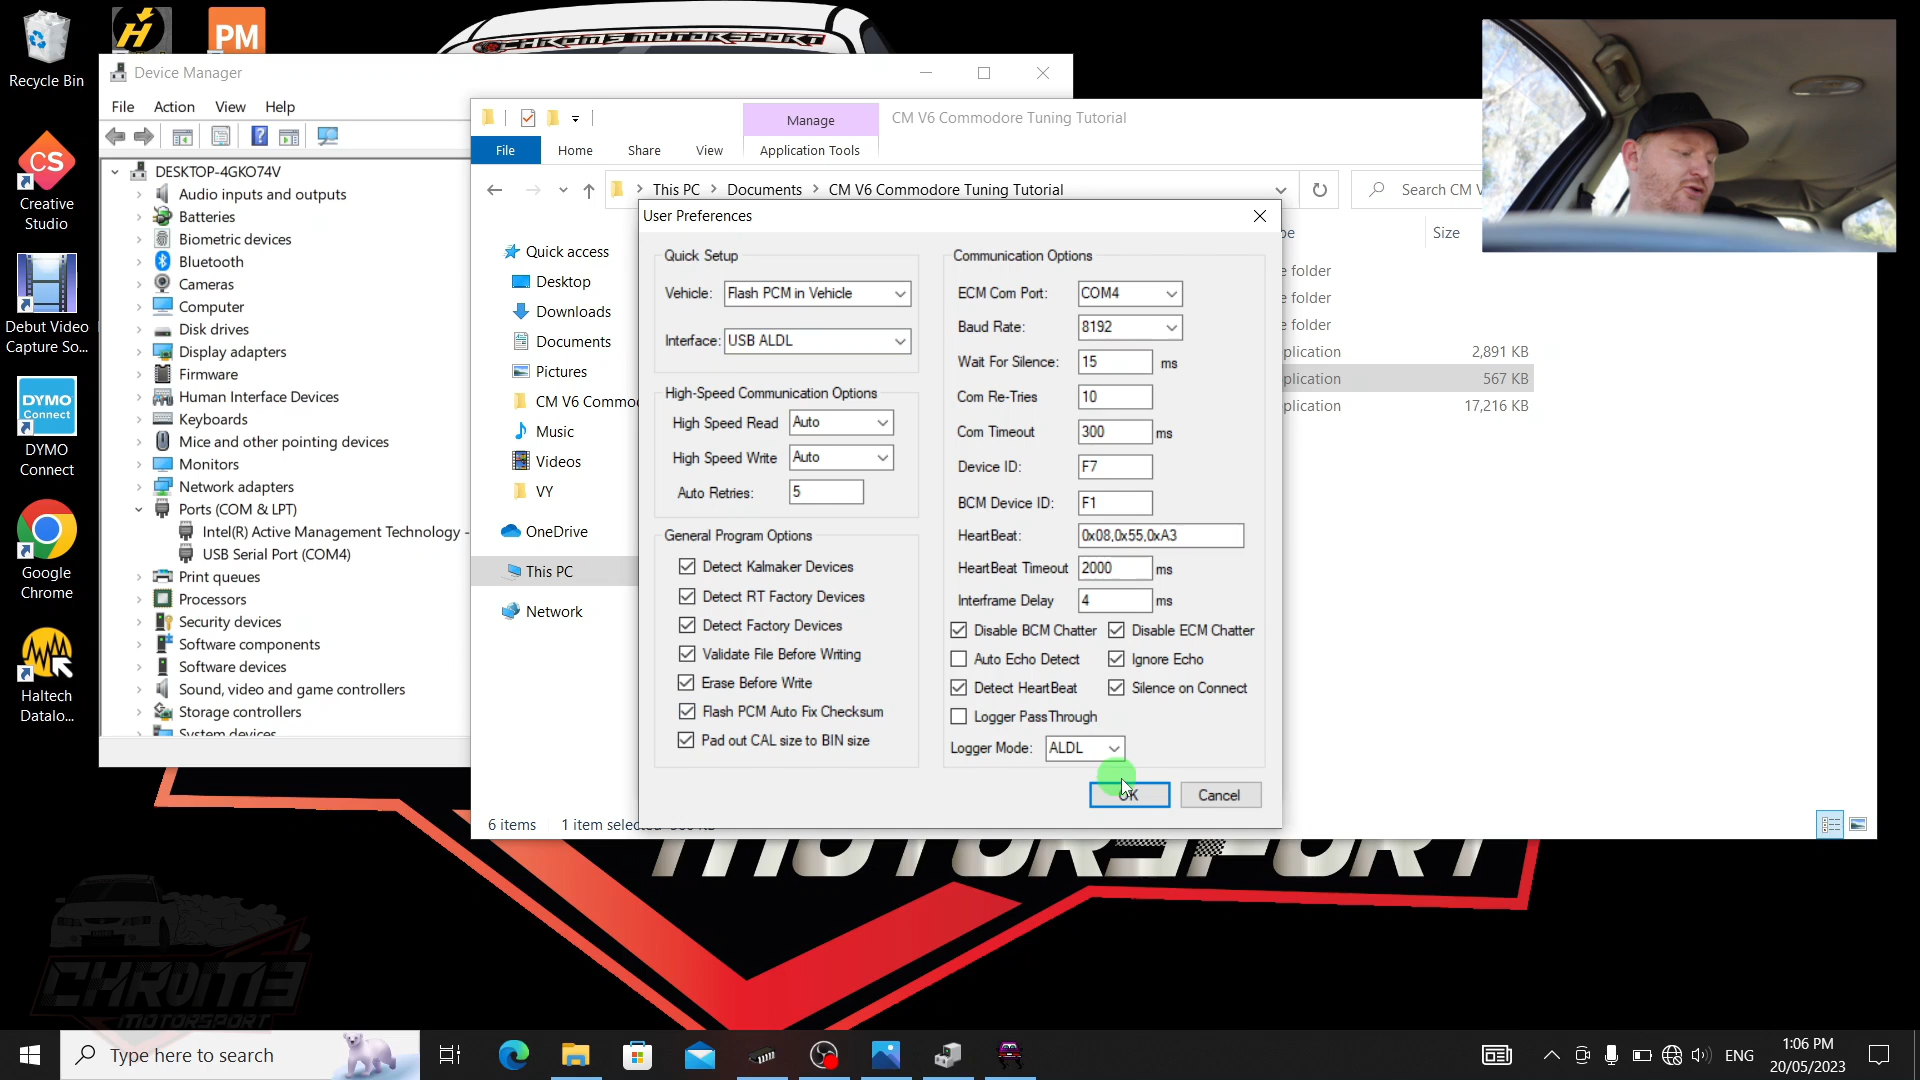 Recycle Bin
PM
CHROM3 MOTORSPORT
Device Manager
File Action View Help
DESKTOP-4GKO74V
Audio inputs and outputs
Batteries
Biometric devices
Bluetooth
Cameras
Computer
Disk drives
Display adapters
Firmware
Human Interface Devices
Keyboards
Mice and other pointing devices
Monitors
Network adapters
Ports (COM & LPT)
Intel(R) Active Management Technology -
USB Serial Port (COM4)
Print queues
Processors
Security devices
Software components
Software devices
Sound, video and game controllers
Storage controllers
System devices
CS
Creative
Studio
Debut Video
Capture So...
DYMO
Connect
DYMO
Connect
Google
Chrome
Haltech
Datalo...
Manage
CM V6 Commodore Tuning Tutorial
File Home Share View Application Tools
This PC > Documents > CM V6 Commodore Tuning Tutorial
Search CM V
Size
Quick access
Desktop
Downloads
Documents
Pictures
CM V6 Commo
Music
Videos
VY
OneDrive
This PC
Network
pe
e folder
e folder
e folder
plication 2,891 KB
plication 567 KB
plication 17,216 KB
6 items 1 item selec
User Preferences
Quick Setup
Vehicle: Flash PCM in Vehicle
Interface: USB ALDL
High-Speed Communication Options
High Speed Read Auto
High Speed Write Auto
Auto Retries: 5
General Program Options
Detect Kalmaker Devices
Detect RT Factory Devices
Detect Factory Devices
Validate File Before Writing
Erase Before Write
Flash PCM Auto Fix Checksum
Pad out CAL size to BIN size
Communication Options
ECM Com Port: COM4
Baud Rate: 8192
Wait For Silence: 15 ms
Com Re-Tries 10
Com Timeout 300 ms
Device ID: F7
BCM Device ID: F1
HeartBeat: 0x08,0x55,0xA3
HeartBeat Timeout 2000 ms
Interframe Delay 4 ms
Disable BCM Chatter Disable ECM Chatter
Auto Echo Detect Ignore Echo
Detect HeartBeat Silence on Connect
Logger PassThrough
Logger Mode: ALDL
OK Cancel
MOTORSPORT
CHROM3
MOTORSPORT
Type here to search
ENG
1:06 PM
20/05/2023